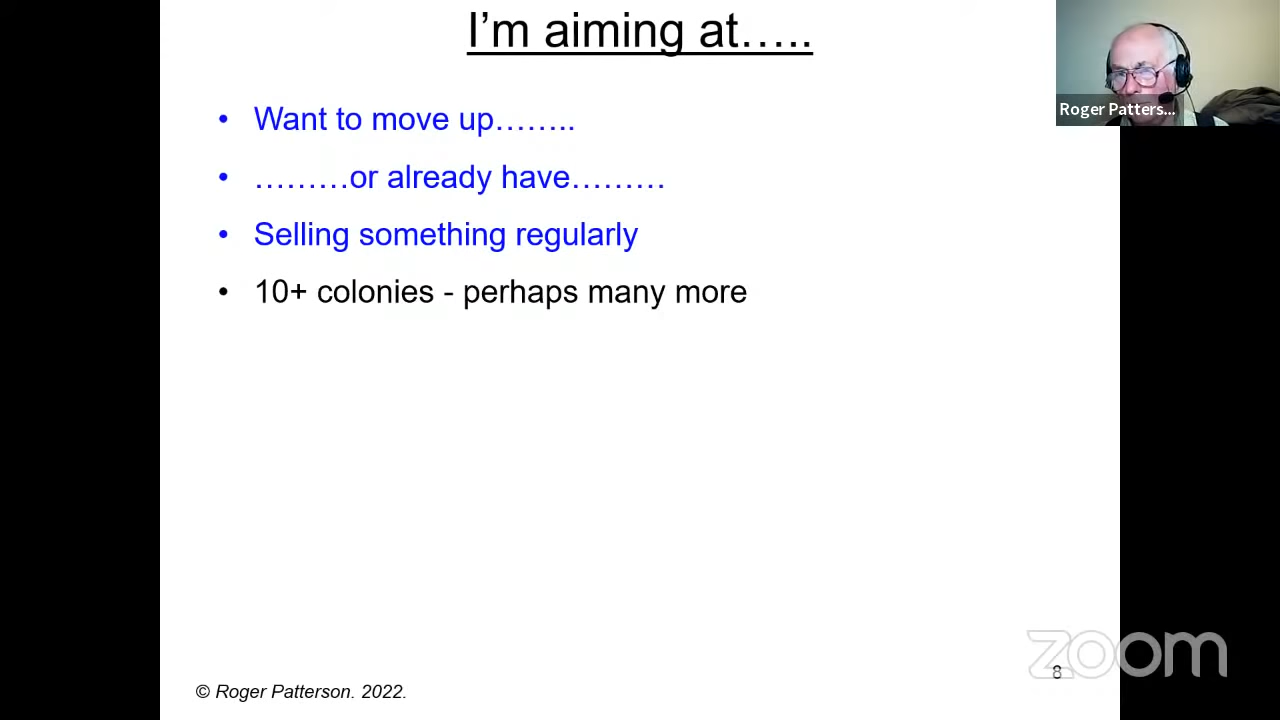 I'm aiming at…..
Roger Patters...
• Want to move up……..
• ………or already have………
• Selling something regularly
• 10+ colonies - perhaps many more
zoom
8
© Roger Patterson. 2022.